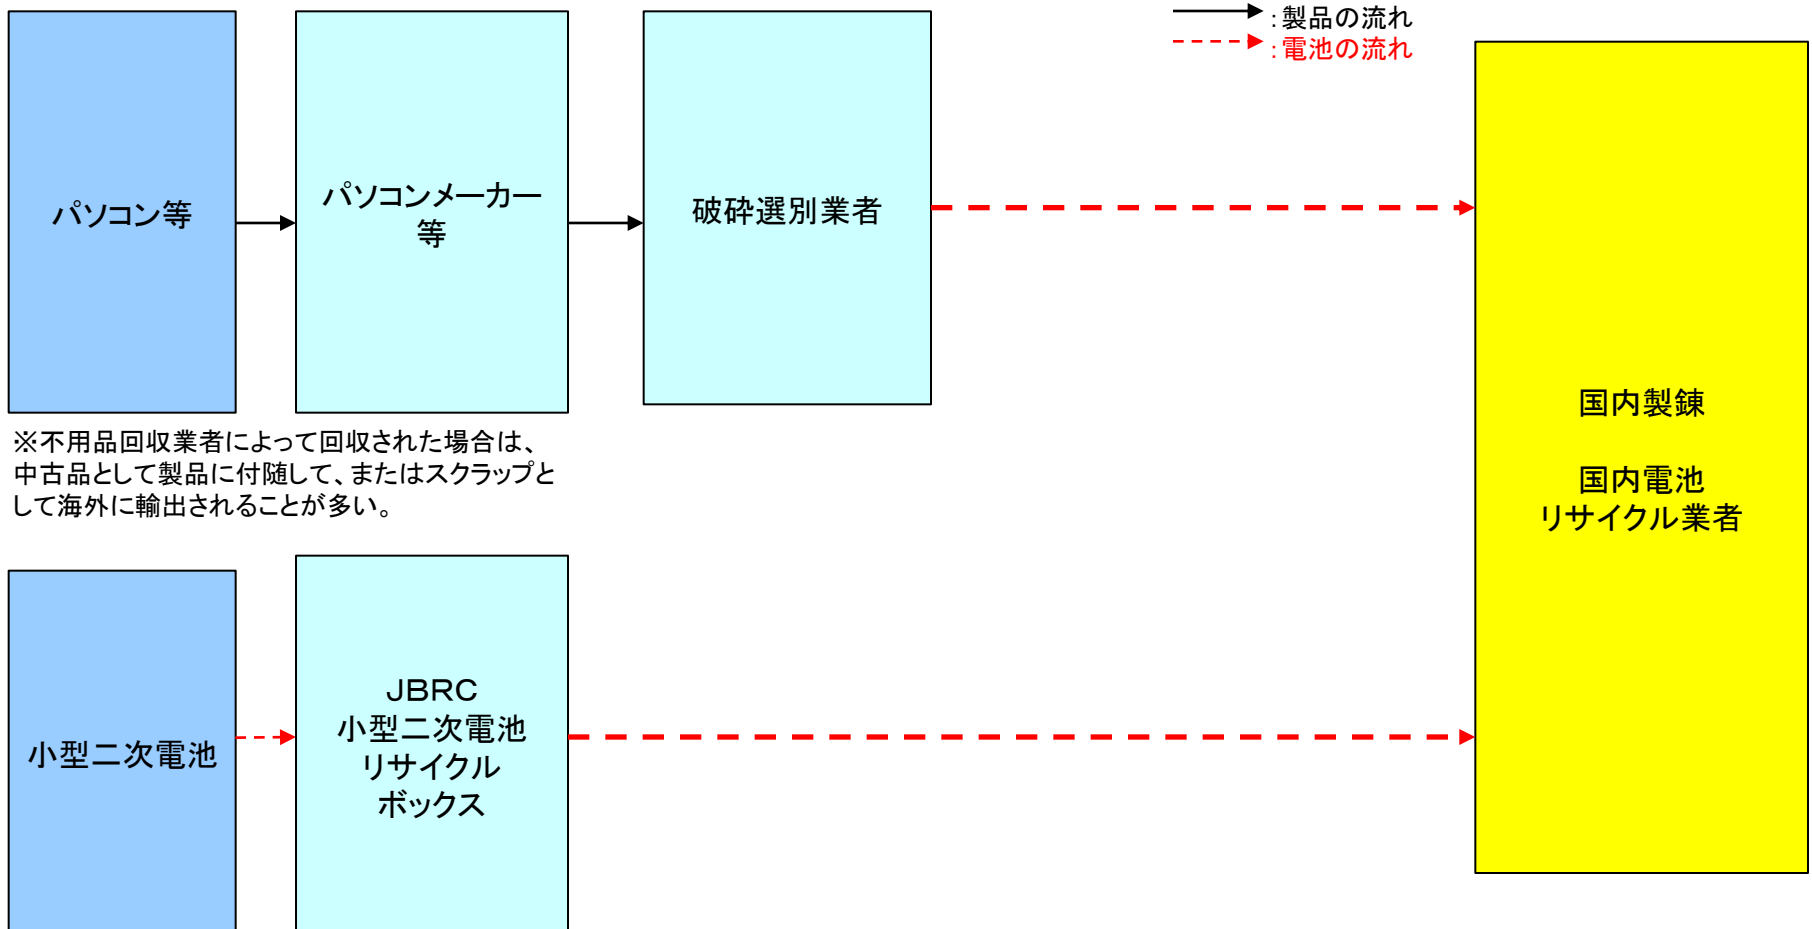 ：製品の流れ
：電池の流れ
パソコン等
パソコンメーカー
等
破砕選別業者
※不用品回収業者によって回収された場合は、
中古品として製品に付随して、またはスクラップと
して海外に輸出されることが多い。
国内製錬
国内電池
リサイクル業者
小型二次電池
ＪＢＲＣ
小型二次電池
リサイクル
ボックス